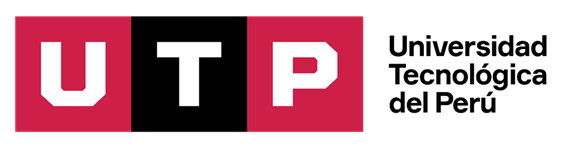 UTP
Universidad
Tecnológica
del Perú